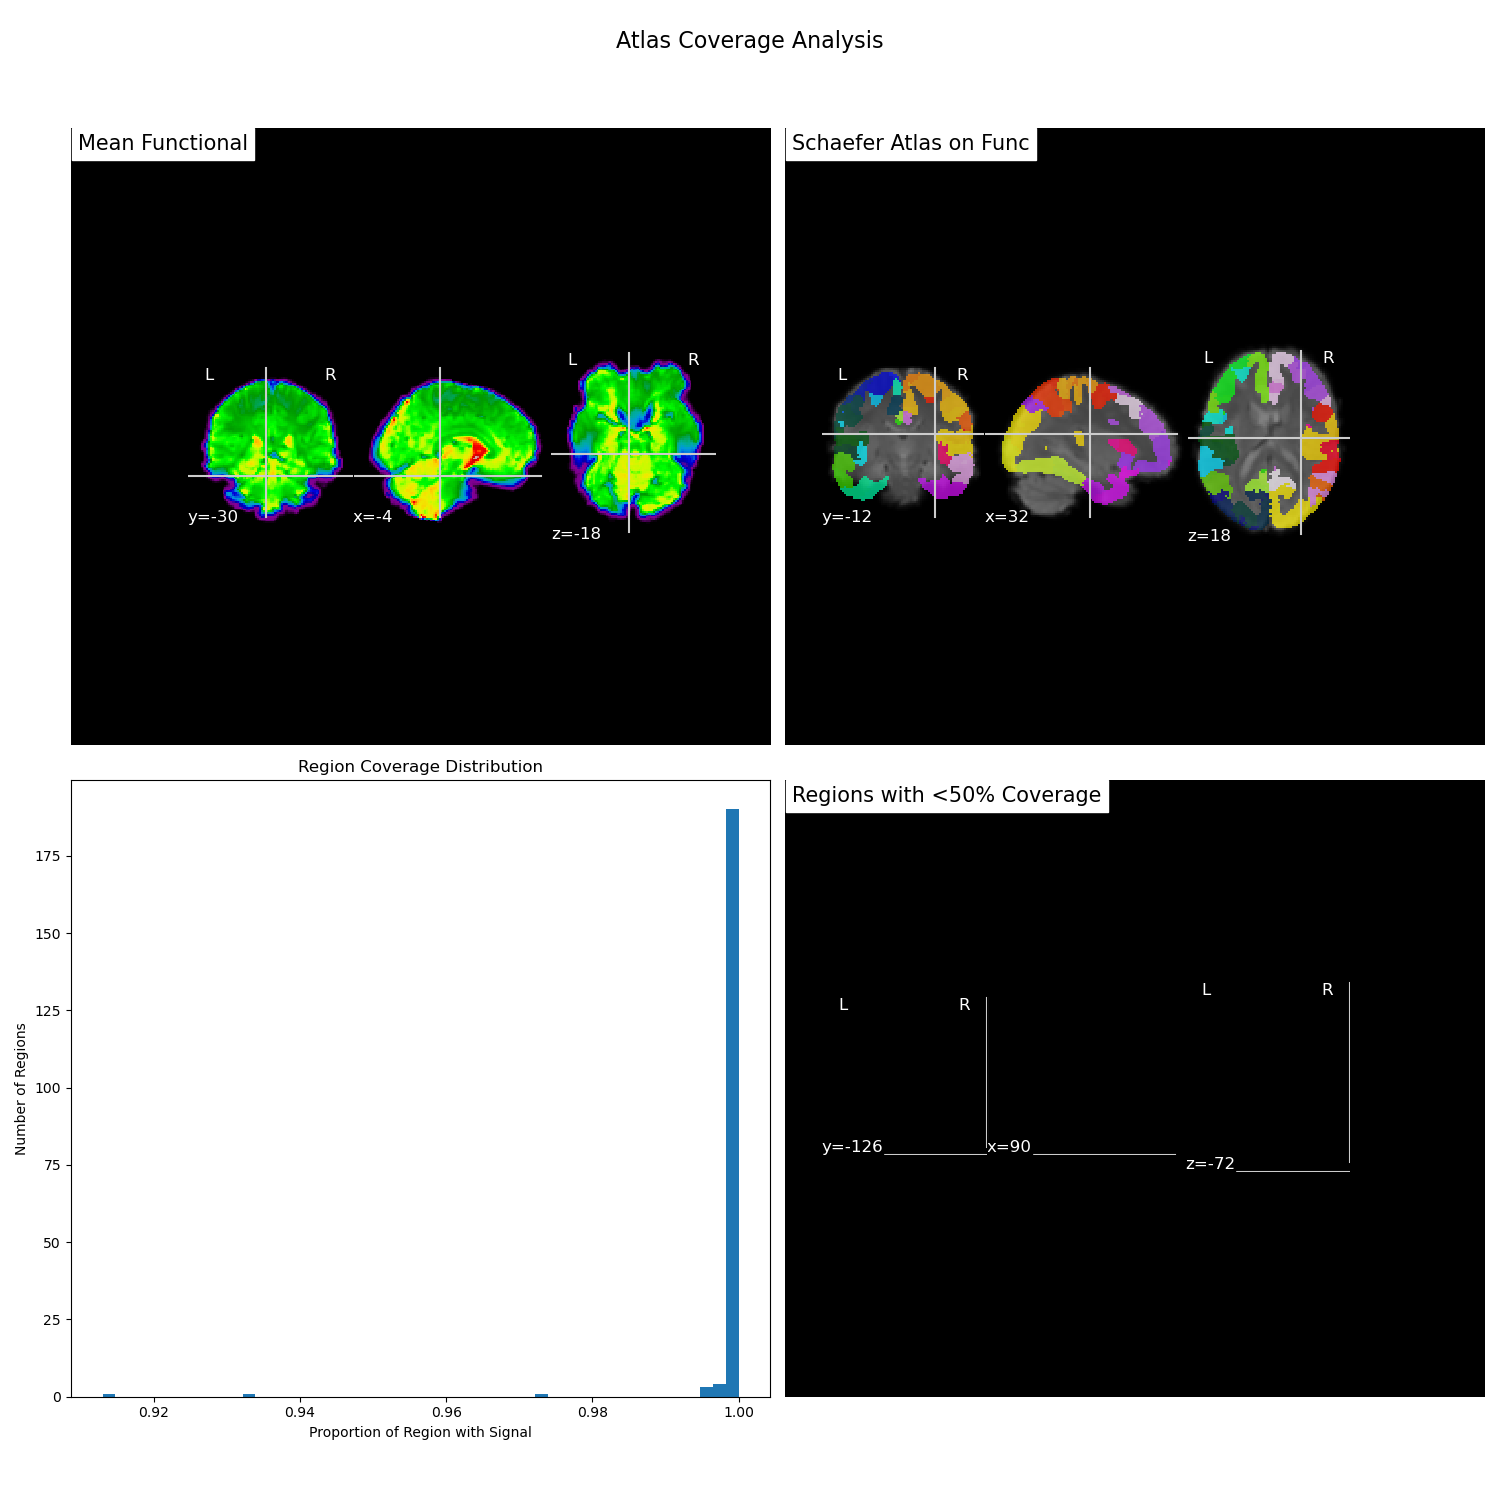 Atlas Coverage Analysis
Mean Functional
L R L R
y=-30 x=-4 z=-18
Schaefer Atlas on Func
L R L R
y=-12 x=32 z=18
Region Coverage Distribution
Number of Regions
175
150
125
100
75
50
25
0
0.92 0.94 0.96 0.98 1.00
Proportion of Region with Signal
Regions with <50% Coverage
L R L R
y=-126 x=90 z=-72